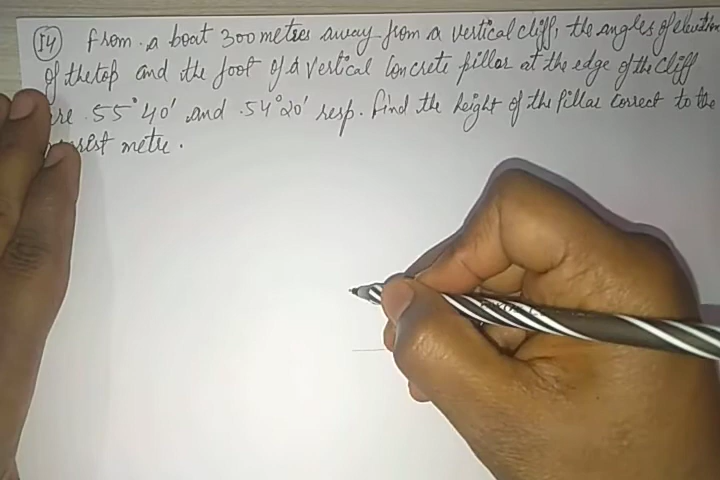 54 from a boat 300 metres away from a vertical cliff, the angles of elevation
of the top and the foot of a vertical concrete pillar at the edge of the cliff
are 55°40' and 54°20' resp. find the height of the Pillar correct to the
nearest metre.